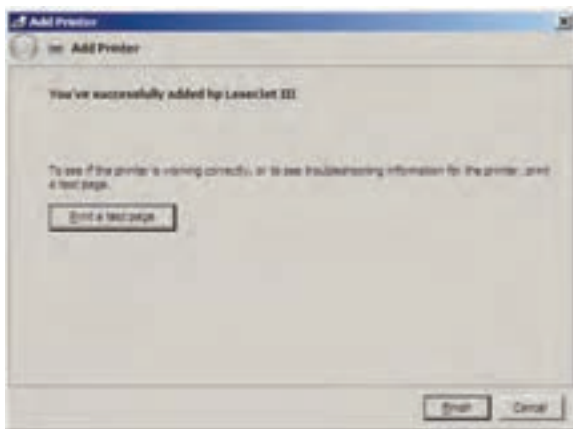 Add Printer
Add Printer
You've successfully added hp LaserJet III
To see if the printer is working correctly, or to see troubleshooting information for the printer, print
a test page.
Print a test page
Finish Cancel